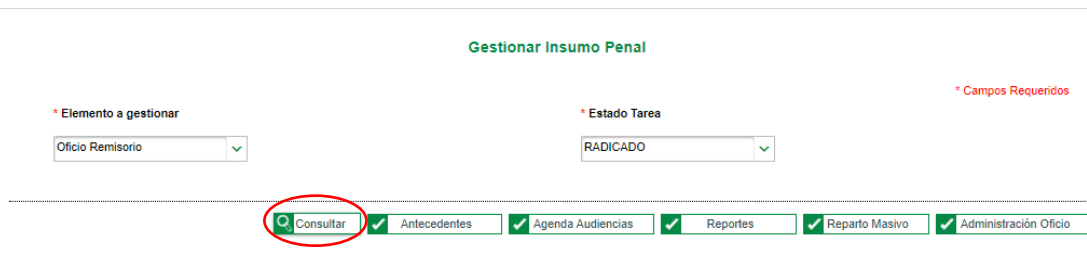 Gestionar Insumo Penal
* Campos Requeridos
* Elemento a gestionar
* Estado Tarea
Oficio Remisorio
RADICADO
Consultar Antecedentes Agenda Audiencias Reportes Reparto Masivo Administración Oficio